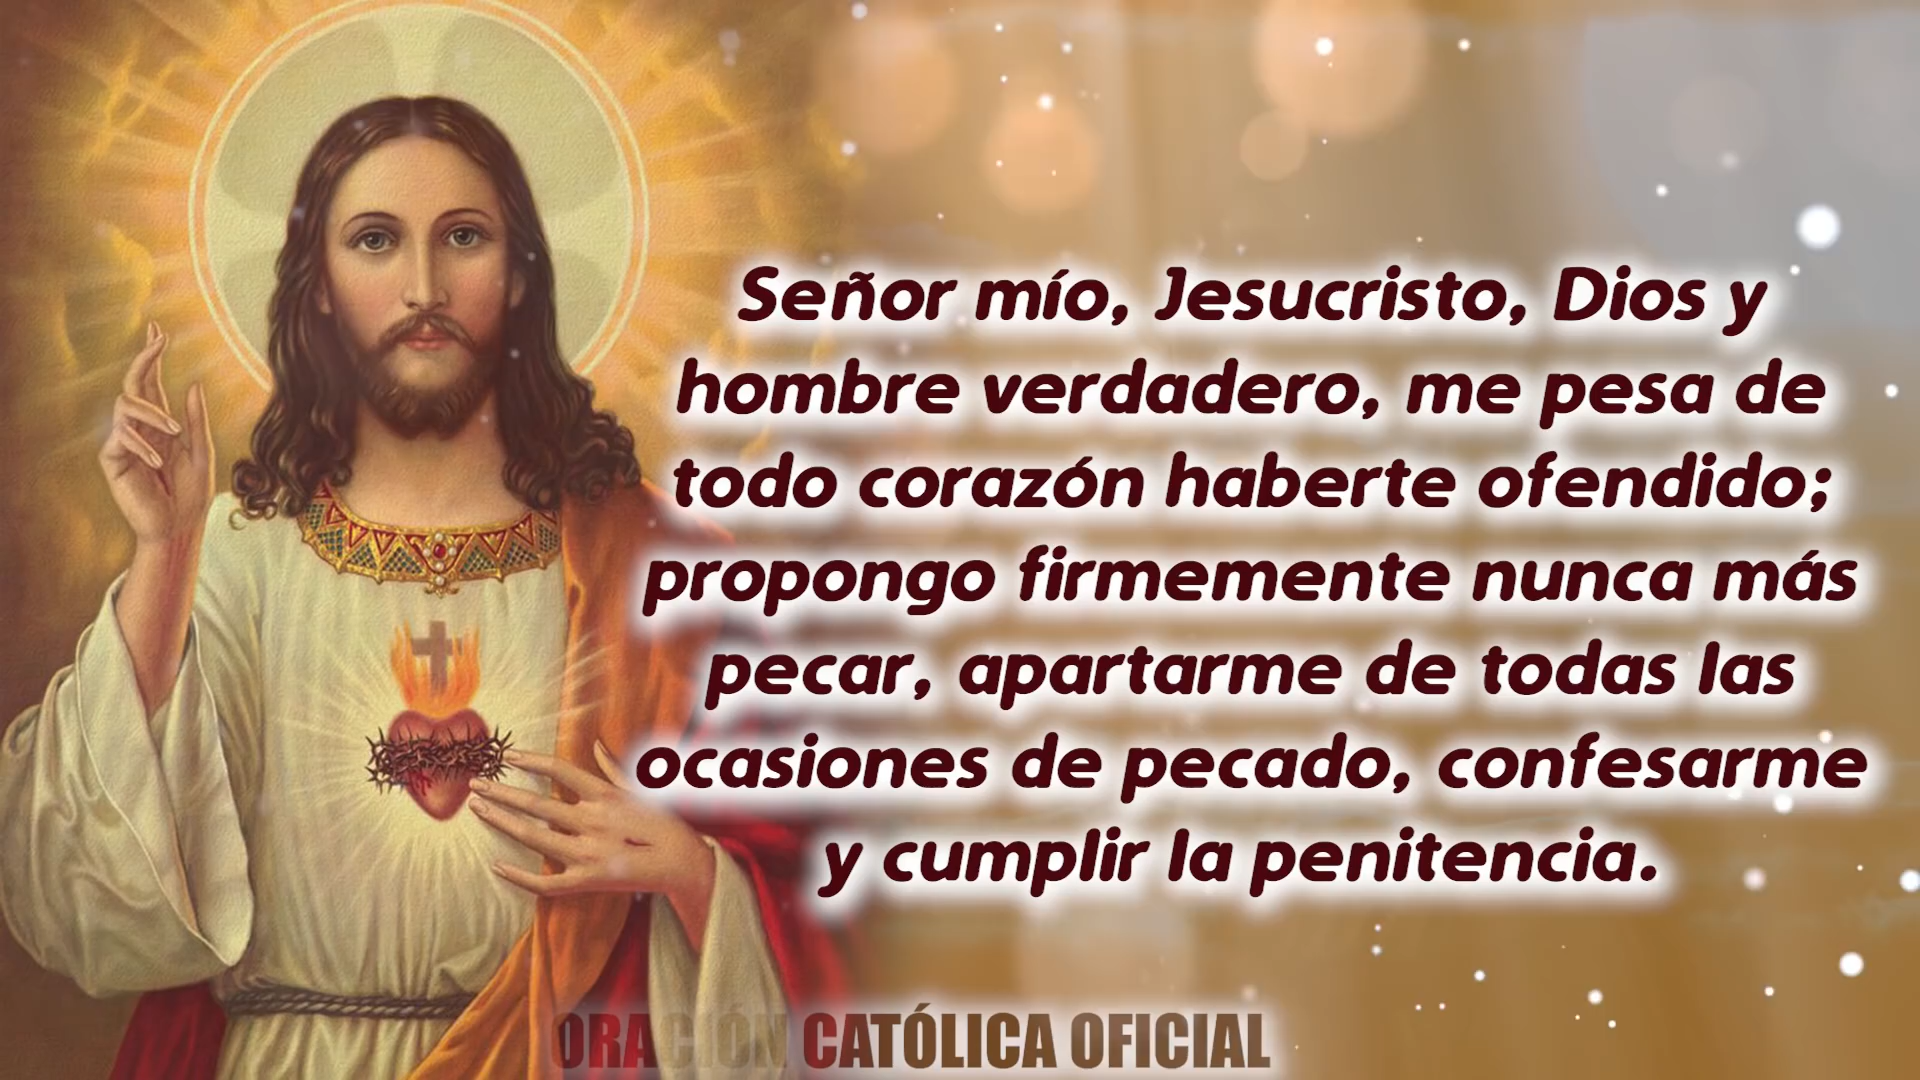 Señor mío, Jesucristo, Dios y
hombre verdadero, me pesa de
todo corazón haberte ofendido;
propongo firmemente nunca más
pecar, apartarme de todas las
ocasiones de pecado, confesarme
y cumplir la penitencia.
ORACIÓN CATÓLICA OFICIAL